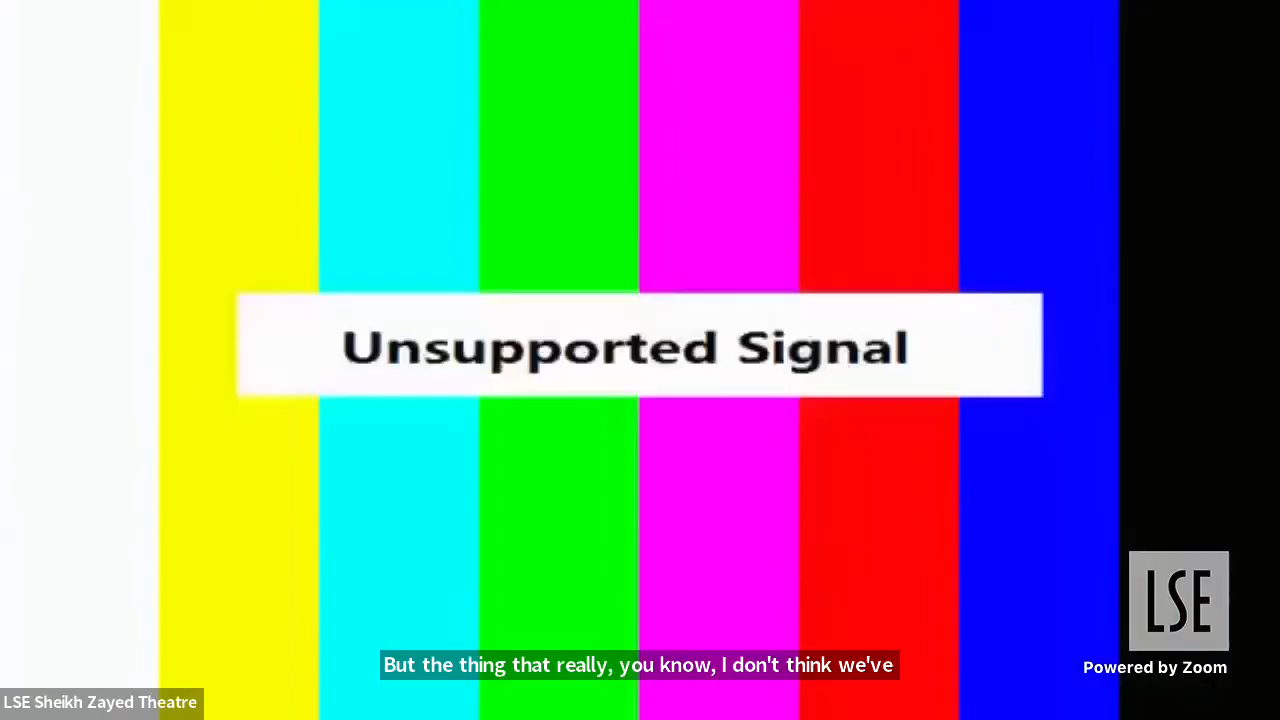 Unsupported Signal
LSE
But the thing that really, you know, I don't think we've
Powered by Zoom
LSE Sheikh Zayed Theatre